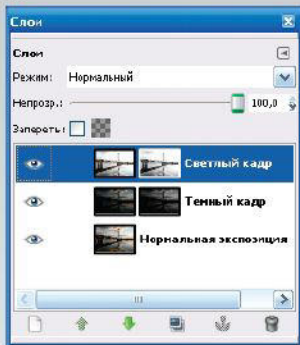 Слои
Слои
Режим: Нормальный
Непрозр.: 100,0
Запереть:
Светлый кадр
Темный кадр
Нормальная экспозиция